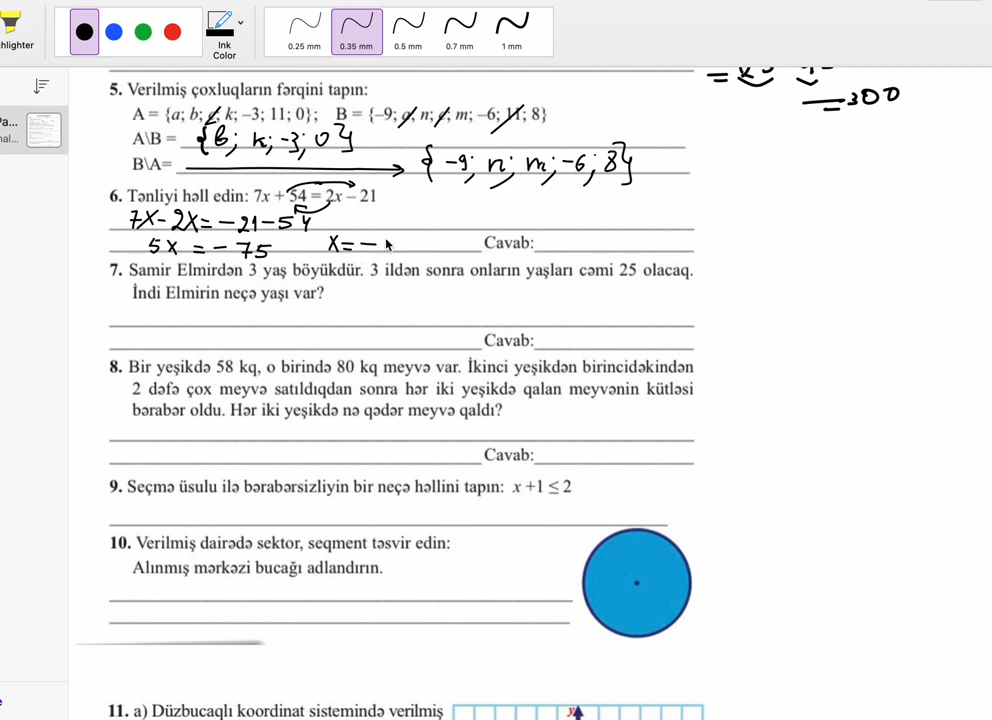 hlighter
Ink
Color
0.25 mm
0.35 mm
0.5 mm
0.7 mm
1 mm
Pa...
nal...
= 300
5. Verilmiş çoxluqların fərqini tapın:
A = {a; b; c; k; –3; 11; 0};   B = {–9; a; n; c; m; –6; 11; 8}
A\B = {b; k; -3; 0}
B\A= {-9; n; m; -6; 8}
6. Tənliyi həll edin: 7x + 54 = 2x – 21
7x - 2x = -21 - 54
5x = - 75   x = -
Cavab:
7. Samir Elmirdən 3 yaş böyükdür. 3 ildən sonra onların yaşları cəmi 25 olacaq.
İndi Elmirin neçə yaşı var?
Cavab:
8. Bir yeşikdə 58 kq, o birində 80 kq meyvə var. İkinci yeşikdən birincidəkindən
2 dəfə çox meyvə satıldıqdan sonra hər iki yeşikdə qalan meyvənin kütləsi
bərabər oldu. Hər iki yeşikdə nə qədər meyvə qaldı?
Cavab:
9. Seçmə üsulu ilə bərabərsizliyin bir neçə həllini tapın: x +1 ≤ 2
10. Verilmiş dairədə sektor, seqment təsvir edin:
Alınmış mərkəzi bucağı adlandırın.
11. a) Düzbucaqlı koordinat sistemində verilmiş
y